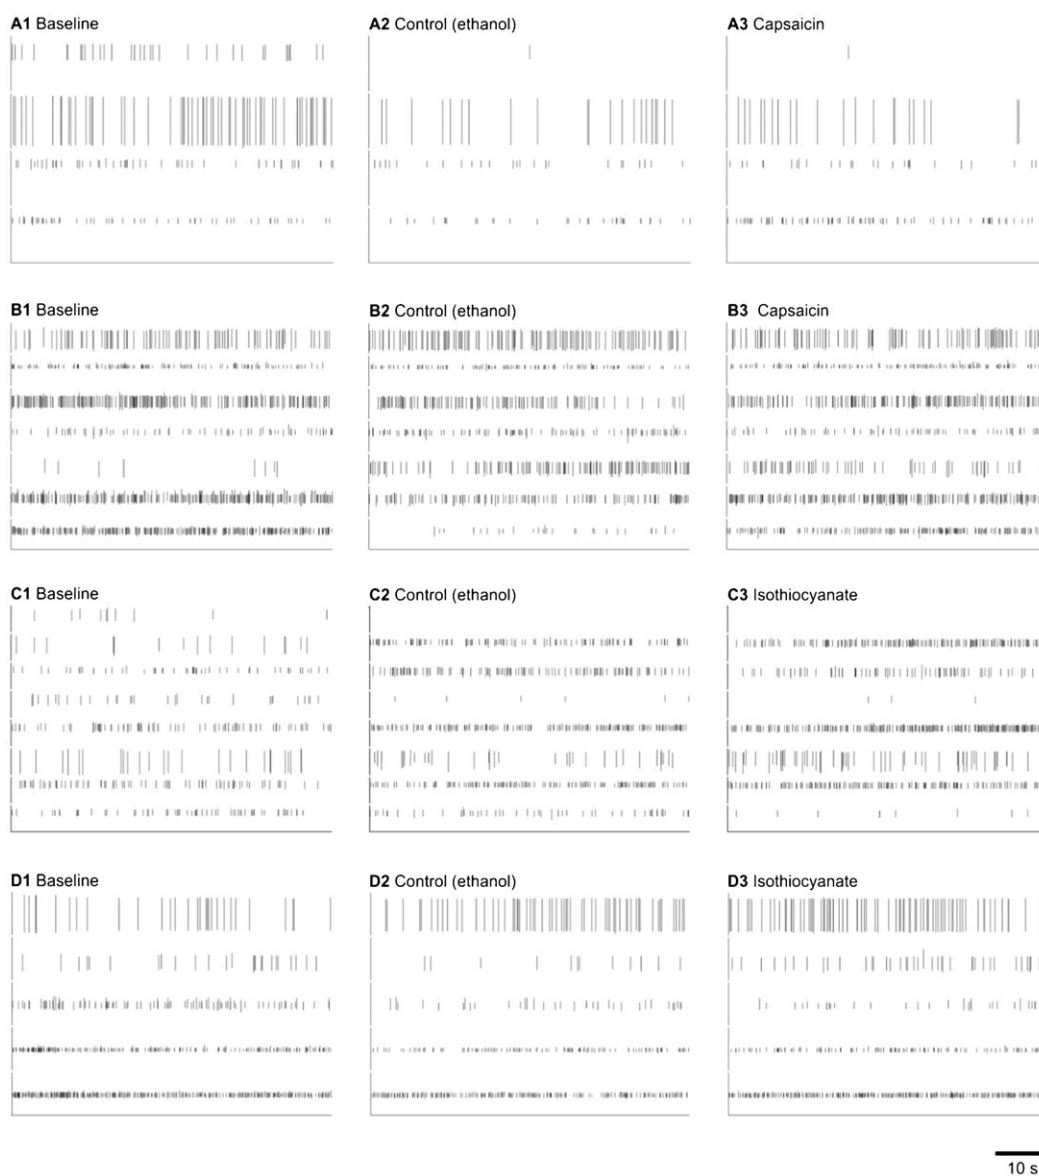 A1 Baseline
A2 Control (ethanol)
A3 Capsaicin
B1 Baseline
B2 Control (ethanol)
B3 Capsaicin
C1 Baseline
C2 Control (ethanol)
C3 Isothiocyanate
D1 Baseline
D2 Control (ethanol)
D3 Isothiocyanate
10 s